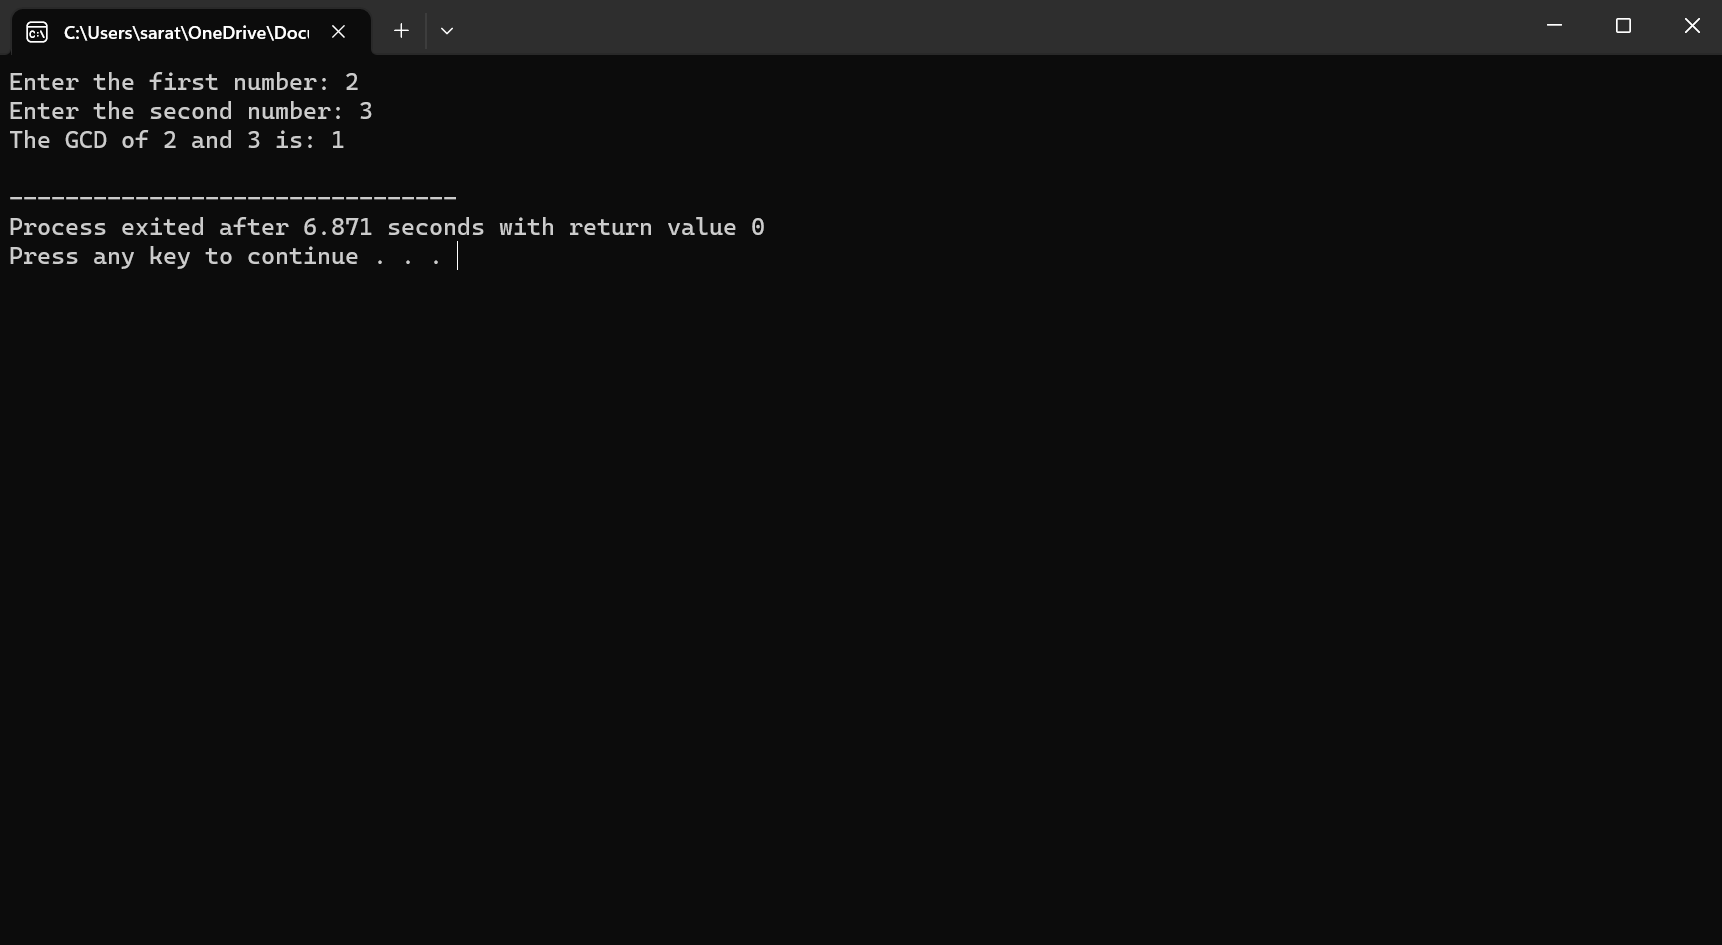 C:\Users\sarat\OneDrive\Docu
Enter the first number: 2
Enter the second number: 3
The GCD of 2 and 3 is: 1
--------------------------------
Process exited after 6.871 seconds with return value 0
Press any key to continue . . .